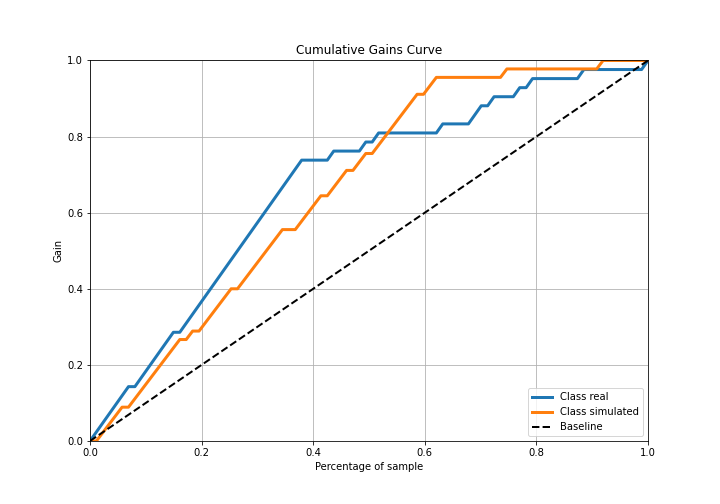 Cumulative Gains Curve
1.0
0.8
0.6
0.4
0.2
0.0
Gain
0.0 0.2 0.4 0.6 0.8 1.0
Percentage of sample
Class real
Class simulated
Baseline